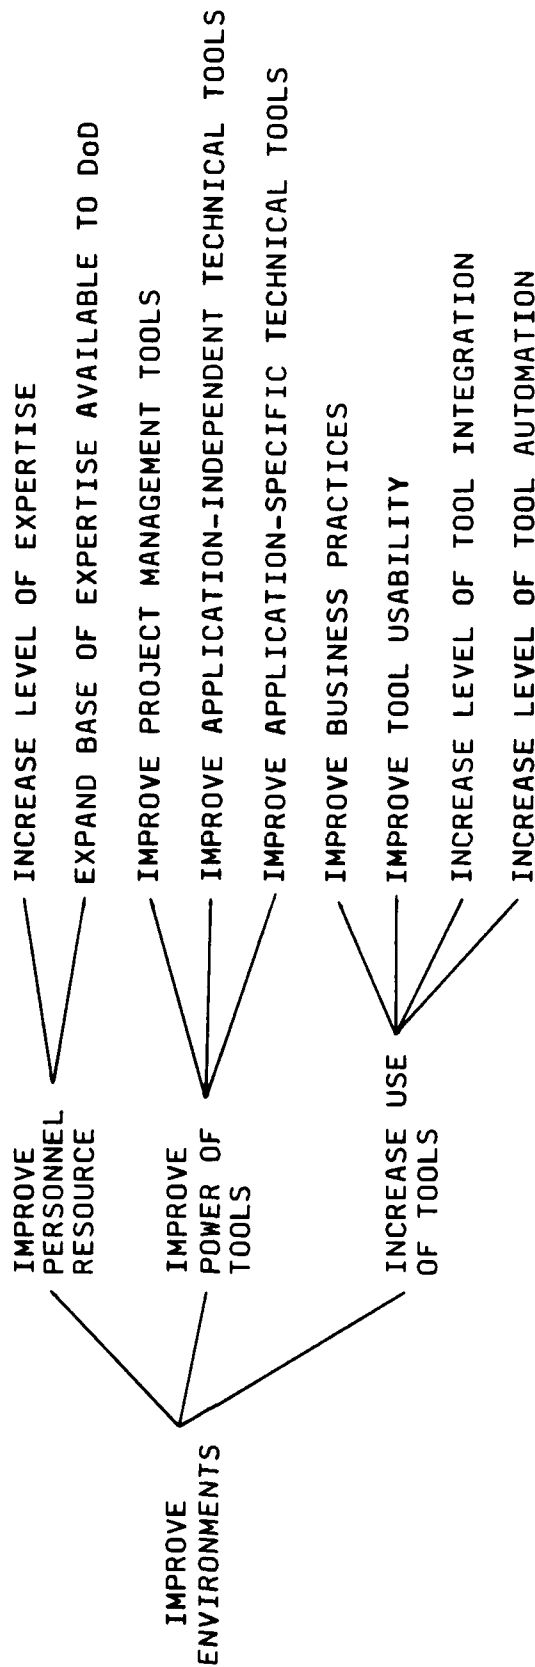 IMPROVE
ENVIRONMENTS
IMPROVE
PERSONNEL
RESOURCE
INCREASE LEVEL OF EXPERTISE
EXPAND BASE OF EXPERTISE AVAILABLE TO DoD
IMPROVE
POWER OF
TOOLS
IMPROVE PROJECT MANAGEMENT TOOLS
IMPROVE APPLICATION-INDEPENDENT TECHNICAL TOOLS
IMPROVE APPLICATION-SPECIFIC TECHNICAL TOOLS
INCREASE USE
OF TOOLS
IMPROVE BUSINESS PRACTICES
IMPROVE TOOL USABILITY
INCREASE LEVEL OF TOOL INTEGRATION
INCREASE LEVEL OF TOOL AUTOMATION